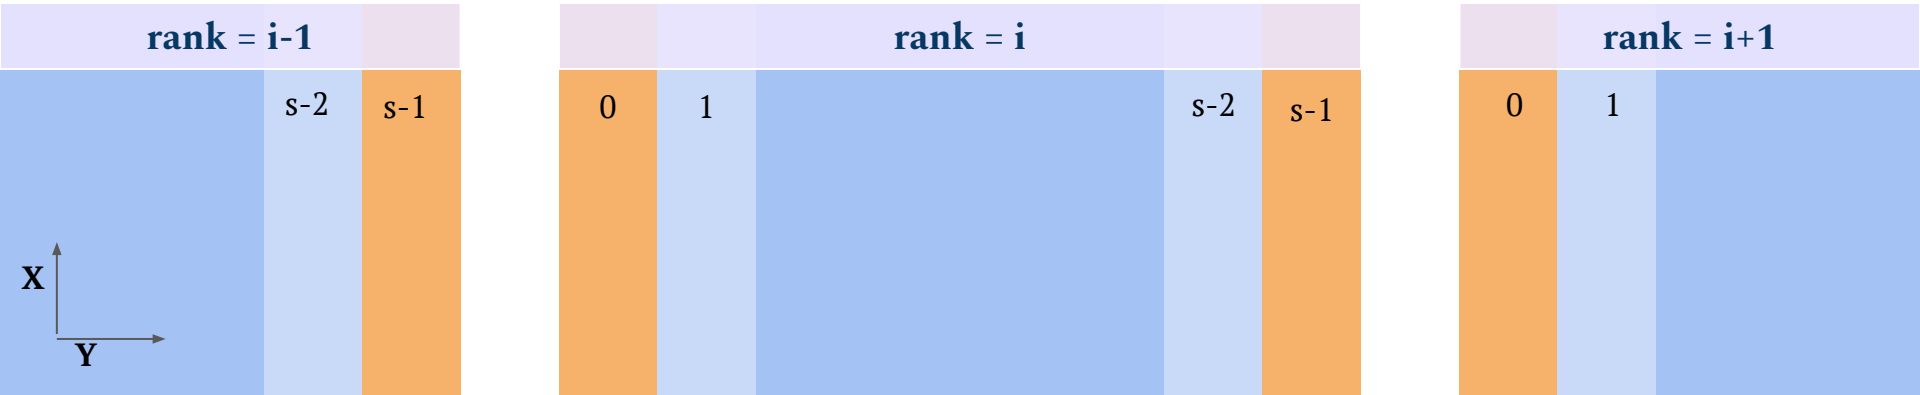 rank = i-1
rank = i
rank = i+1
s-2
s-1
0
1
s-2
s-1
0
1
X
Y